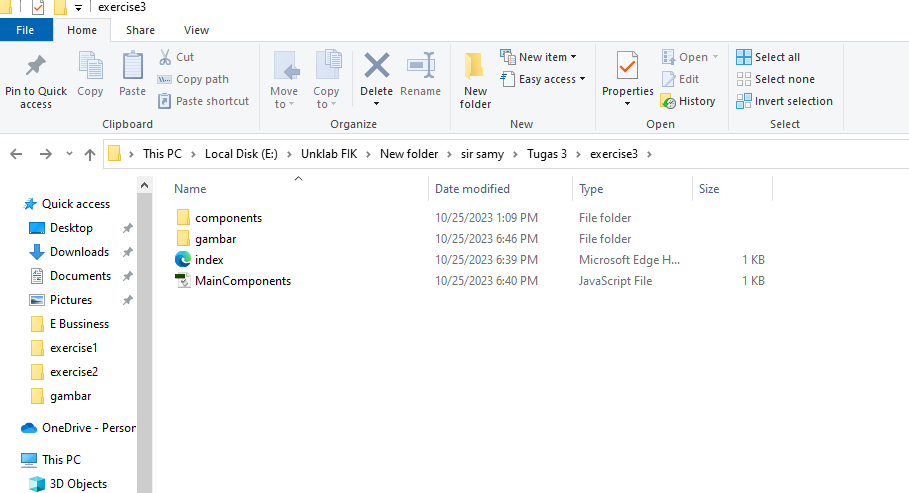 exercise3
File Home Share View
Pin to Quick access
Copy
Paste
Cut
Copy path
Paste shortcut
Clipboard
Move to
Copy to
Delete
Rename
Organize
New folder
New item
Easy access
New
Properties
Open
Edit
History
Open
Select all
Select none
Invert selection
Select
This PC > Local Disk (E:) > Unklab FIK > New folder > sir samy > Tugas 3 > exercise3 >
Quick access
Desktop
Downloads
Documents
Pictures
E Bussiness
exercise1
exercise2
gambar
OneDrive - Person
This PC
3D Objects
Name Date modified Type Size
components 10/25/2023 1:09 PM File folder
gambar 10/25/2023 6:46 PM File folder
index 10/25/2023 6:39 PM Microsoft Edge H... 1 KB
MainComponents 10/25/2023 6:40 PM JavaScript File 1 KB